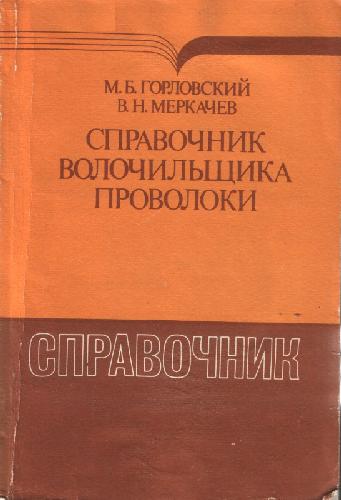 М. Б. ГОРЛОВСКИЙ
В. Н. МЕРКАЧЕВ
СПРАВОЧНИК
ВОЛОЧИЛЬЩИКА
ПРОВОЛОКИ
СПРАВОЧНИК